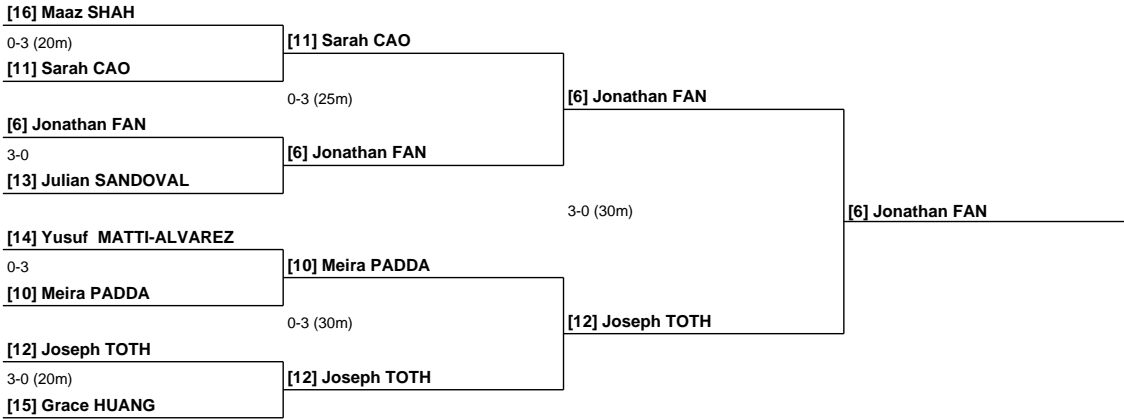 [16] Maaz SHAH
0-3 (20m)
[11] Sarah CAO
[11] Sarah CAO
0-3 (25m)
[6] Jonathan FAN
[6] Jonathan FAN
3-0
[6] Jonathan FAN
[13] Julian SANDOVAL
3-0 (30m)
[6] Jonathan FAN
[14] Yusuf  MATTI-ALVAREZ
0-3
[10] Meira PADDA
[10] Meira PADDA
0-3 (30m)
[12] Joseph TOTH
[12] Joseph TOTH
3-0 (20m)
[12] Joseph TOTH
[15] Grace HUANG